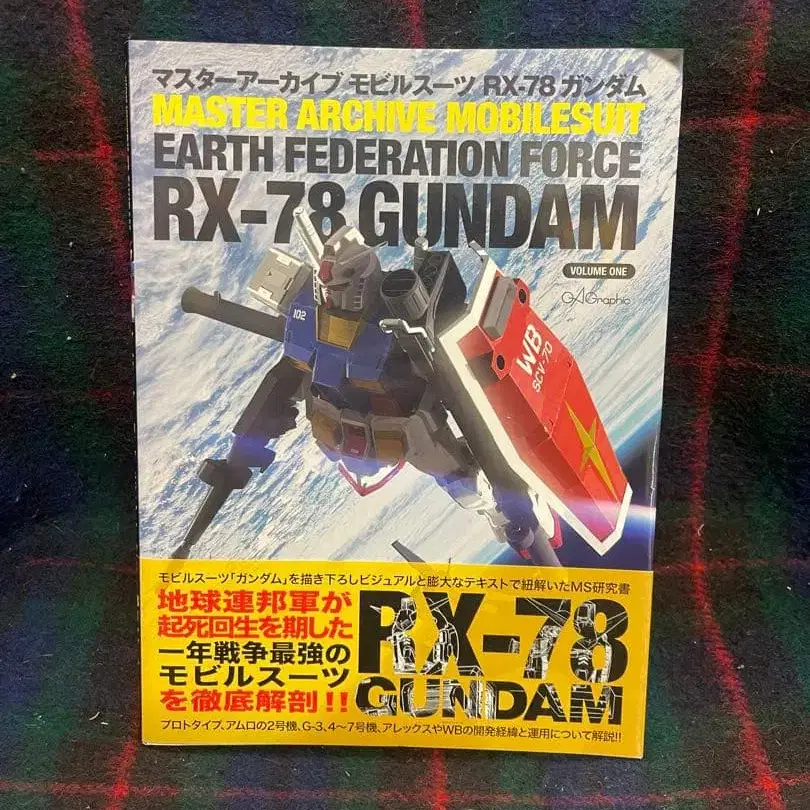 マスターアーカイブ モビルスーツ RX-78 ガンダム
MASTER ARCHIVE MOBILESUIT
EARTH FEDERATION FORCE
RX-78 GUNDAM
VOLUME ONE
GAGraphic
102
WB
SCV-70
モビルスーツ「ガンダム」を描き下ろしビジュアルと膨大なテキストで紐解いたMS研究書
地球連邦軍が
起死回生を期した
一年戦争最強の
モビルスーツ
を徹底解剖!!
RX-78
GUNDAM
プロトタイプ、アムロの2号機、G-3、4～7号機、アレックスやWBの開発経緯と運用について解説!!